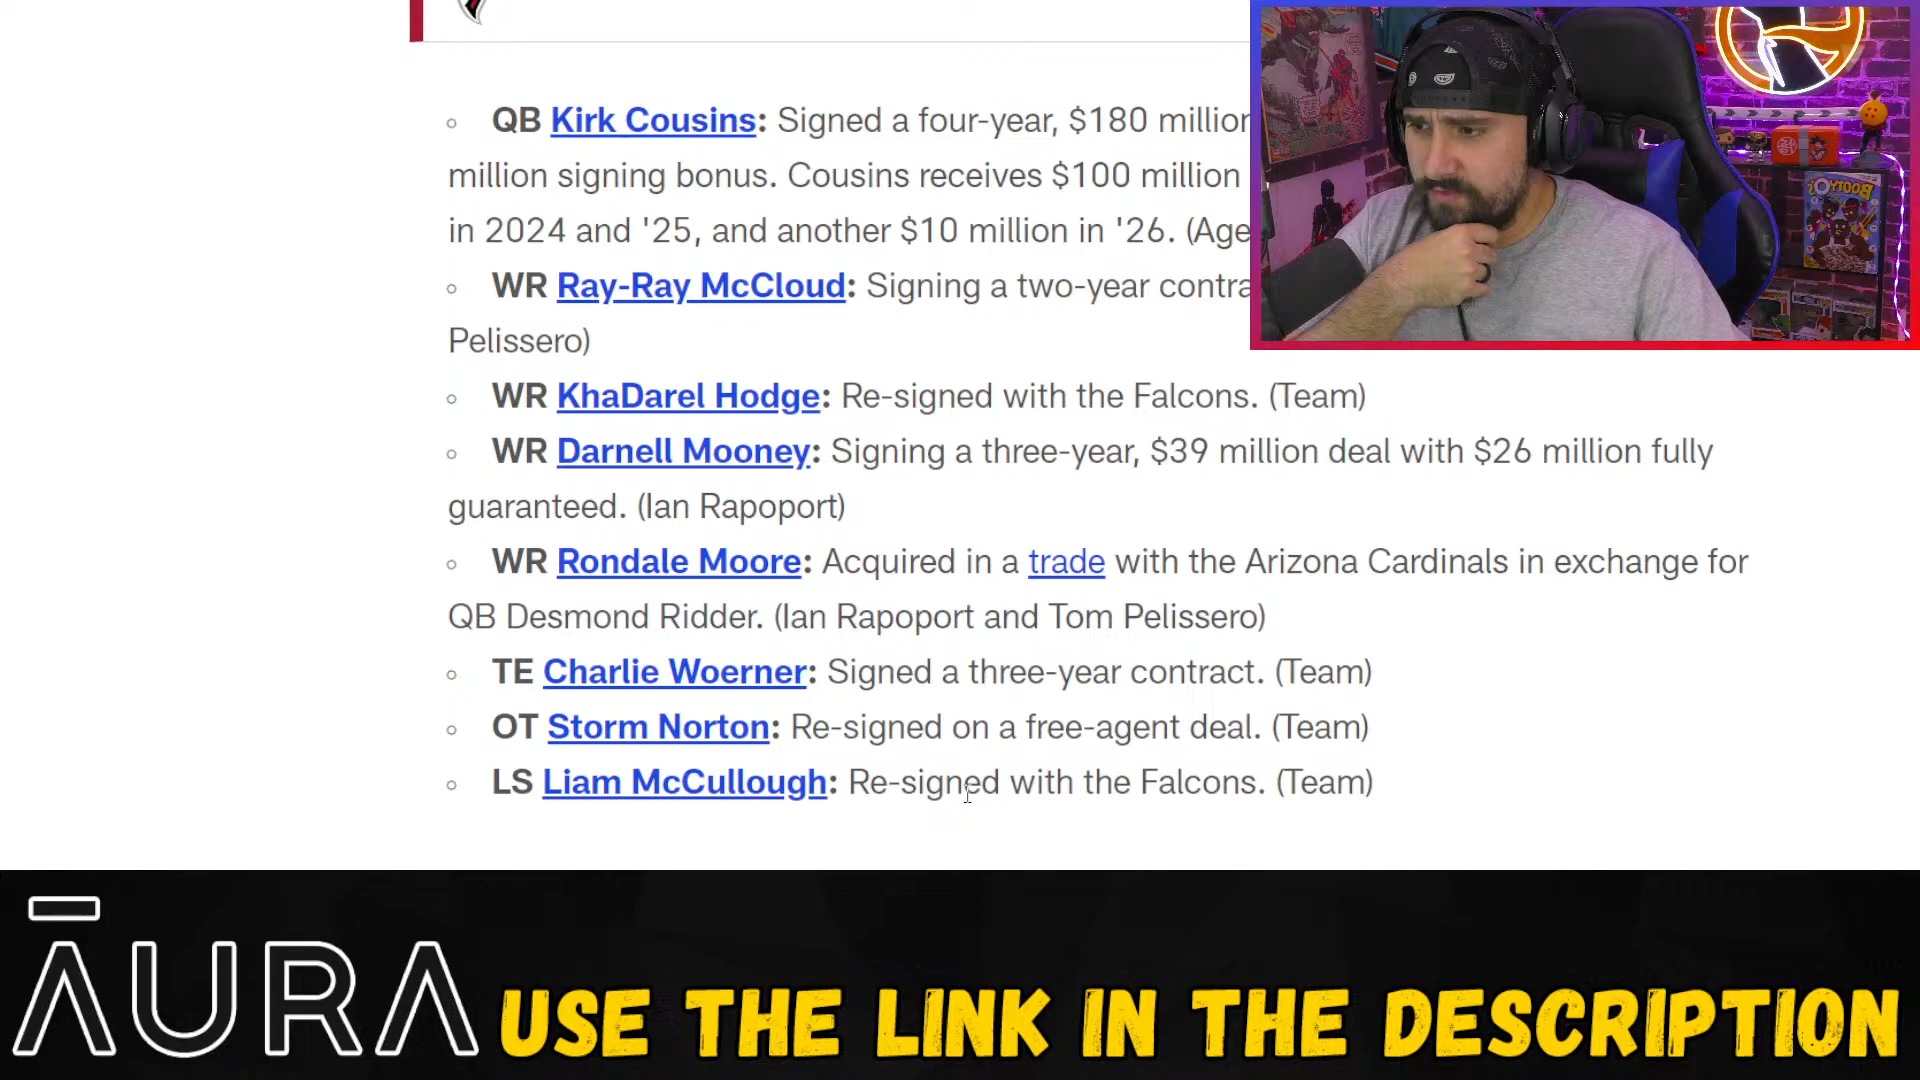 QB Kirk Cousins: Signed a four-year, $180 million
million signing bonus. Cousins receives $100 million
in 2024 and '25, and another $10 million in '26. (Age
WR Ray-Ray McCloud: Signing a two-year contra
Pelissero)
WR KhaDarel Hodge: Re-signed with the Falcons. (Team)
WR Darnell Mooney: Signing a three-year, $39 million deal with $26 million fully
guaranteed. (Ian Rapoport)
WR Rondale Moore: Acquired in a trade with the Arizona Cardinals in exchange for
QB Desmond Ridder. (Ian Rapoport and Tom Pelissero)
TE Charlie Woerner: Signed a three-year contract. (Team)
OT Storm Norton: Re-signed on a free-agent deal. (Team)
LS Liam McCullough: Re-signed with the Falcons. (Team)
ĀURA USE THE LINK IN THE DESCRIPTION